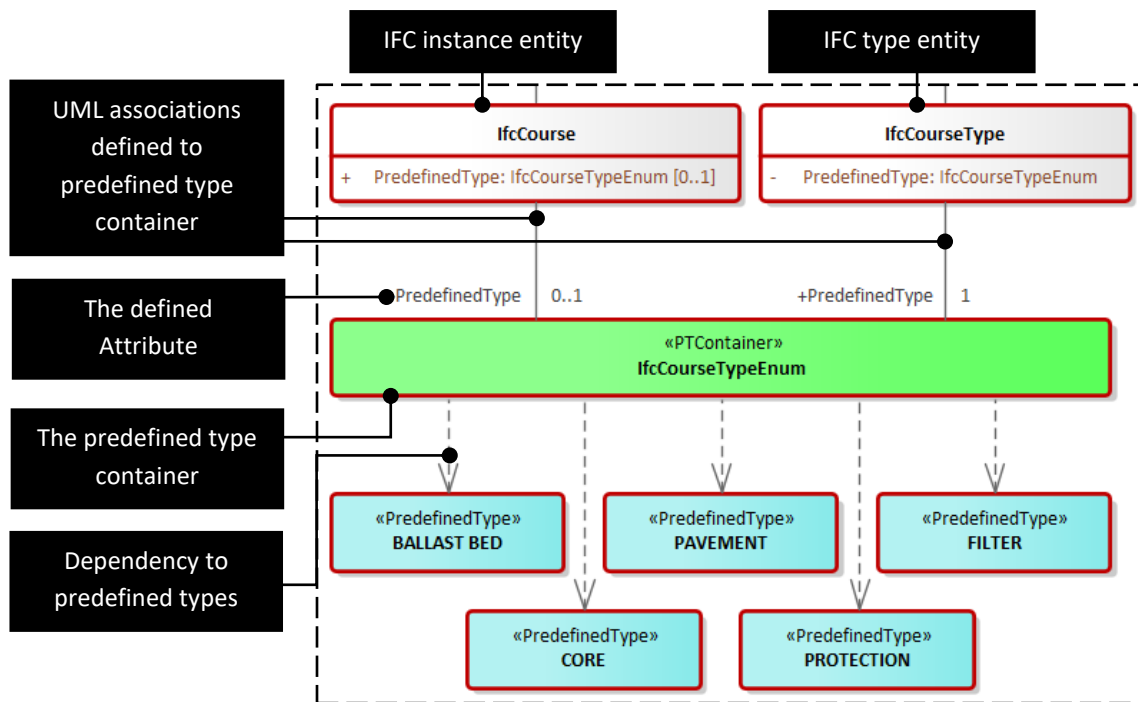 IFC instance entity
IFC type entity
UML associations
defined to
predefined type
container
IfcCourse
+ PredefinedType: IfcCourseTypeEnum [0..1]
IfcCourseType
- PredefinedType: IfcCourseTypeEnum
The defined
Attribute
PredefinedType 0..1
+PredefinedType 1
«PTContainer»
IfcCourseTypeEnum
The predefined type
container
Dependency to
predefined types
«PredefinedType»
BALLAST BED
«PredefinedType»
PAVEMENT
«PredefinedType»
FILTER
«PredefinedType»
CORE
«PredefinedType»
PROTECTION